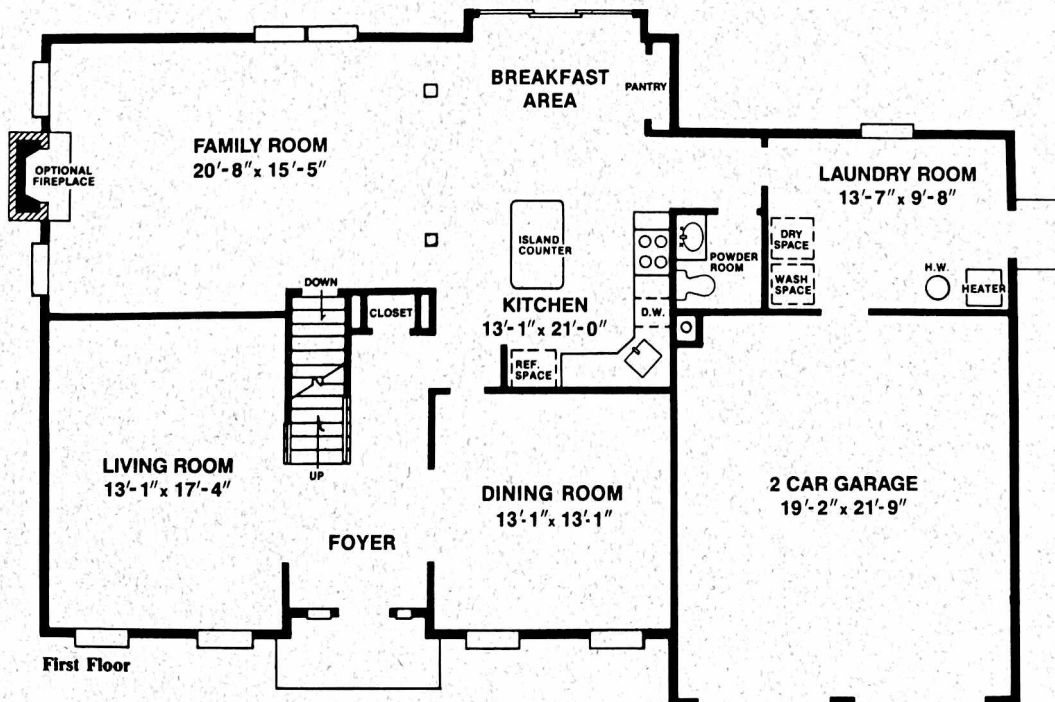 BREAKFAST
AREA
PANTRY
FAMILY ROOM
20'-8" x 15'-5"
OPTIONAL
FIREPLACE
LAUNDRY ROOM
13'-7" x 9'-8"
DRY
SPACE
WASH
SPACE
H.W.
HEATER
POWDER
ROOM
ISLAND
COUNTER
KITCHEN
13'-1" x 21'-0"
D.W.
REF.
SPACE
DOWN
CLOSET
UP
LIVING ROOM
13'-1" x 17'-4"
DINING ROOM
13'-1" x 13'-1"
2 CAR GARAGE
19'-2" x 21'-9"
FOYER
First Floor